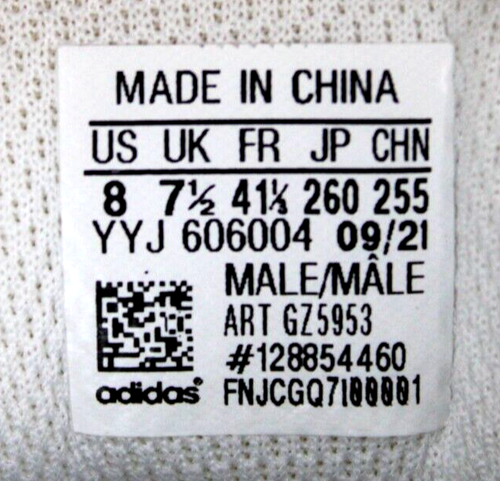 MADE IN CHINA
US UK FR JP CHN
8 7½ 41⅓ 260 255
YYJ 606004 09/21
MALE/MÂLE
ART GZ5953
#128854460
adidas® FNJCGQ7100001